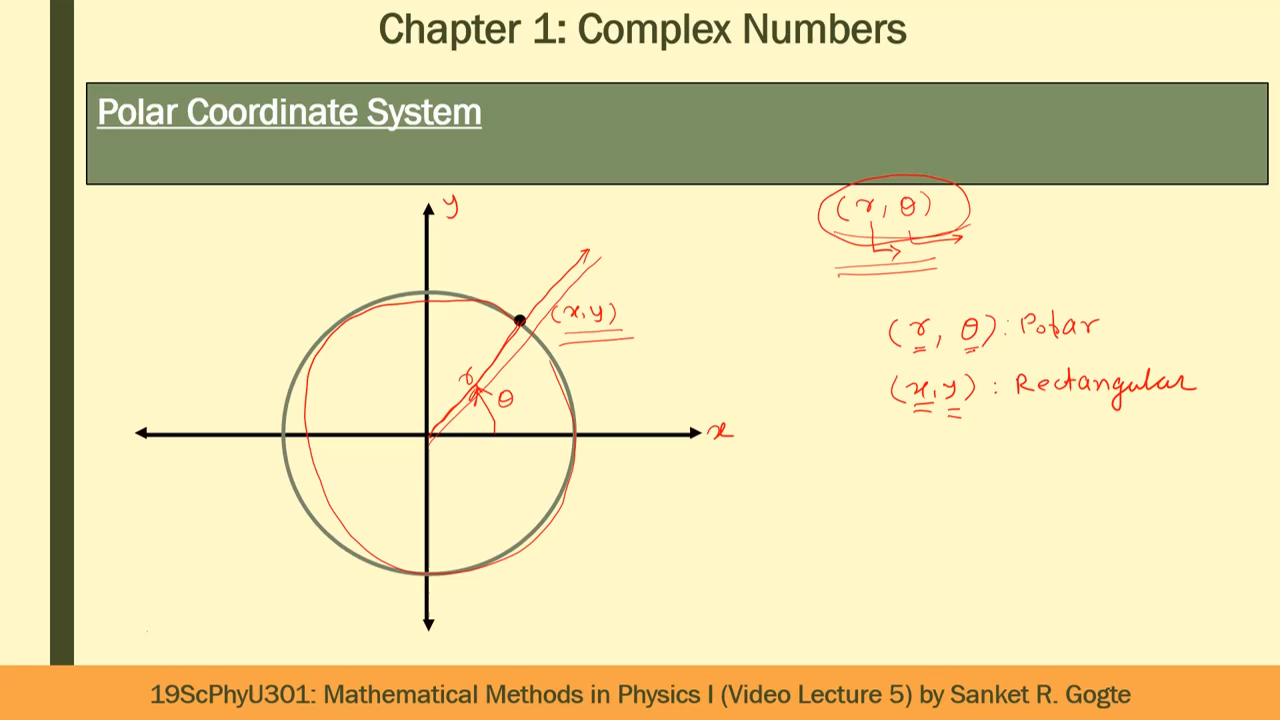 Chapter 1: Complex Numbers
Polar Coordinate System
y
(r, θ)
(x,y)
(r, θ): Polar
r
θ
(x,y): Rectangular
x
19ScPhyU301: Mathematical Methods in Physics I (Video Lecture 5) by Sanket R. Gogte